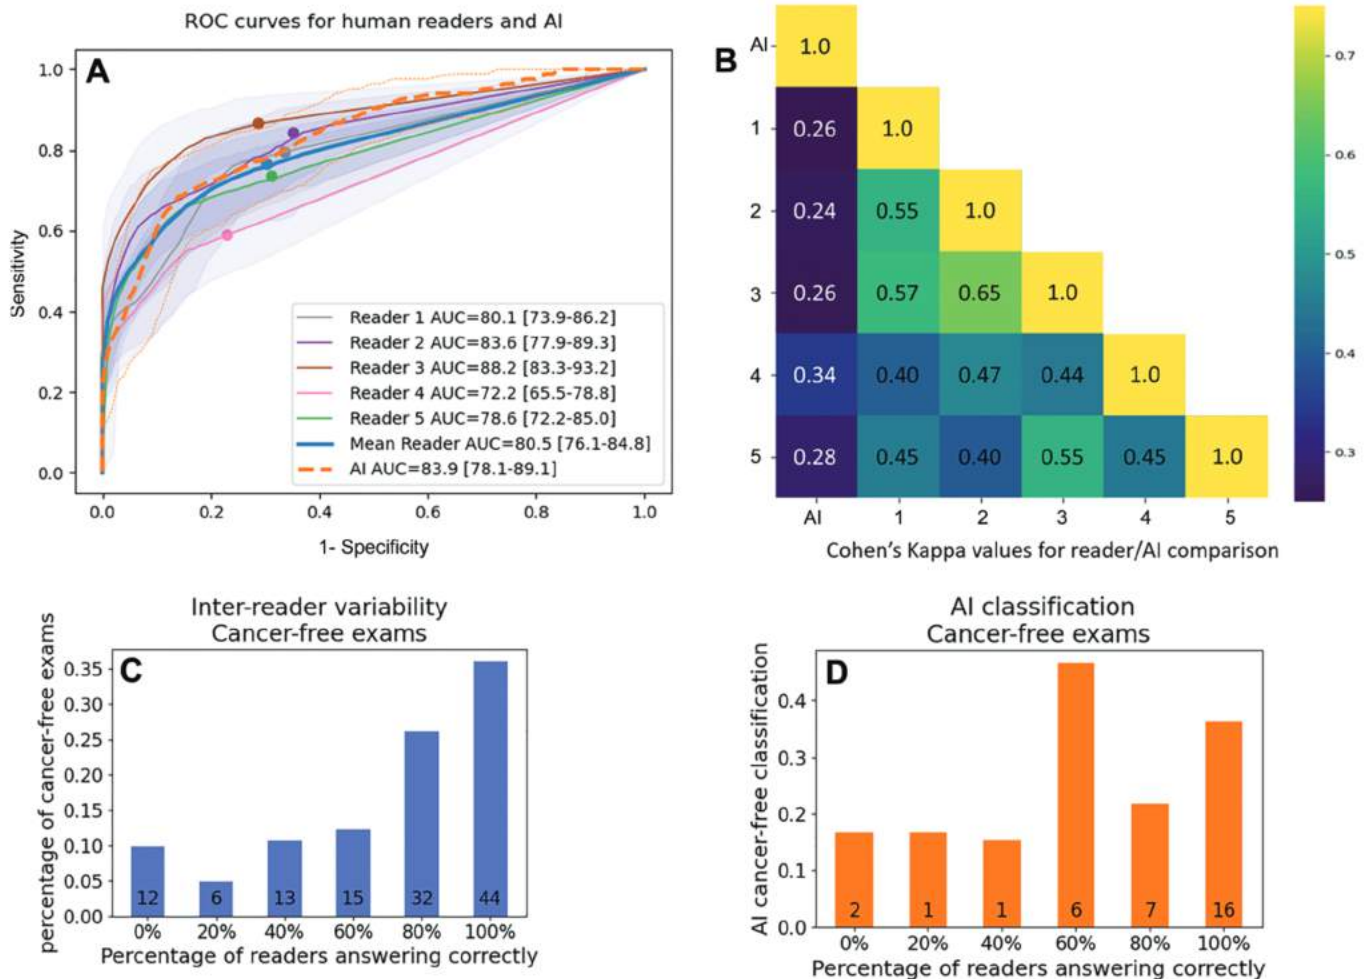 ROC curves for human readers and AI
A
1.0
0.8
0.6
0.4
0.2
0.0
Sensitivity
Reader 1 AUC=80.1 [73.9-86.2]
Reader 2 AUC=83.6 [77.9-89.3]
Reader 3 AUC=88.2 [83.3-93.2]
Reader 4 AUC=72.2 [65.5-78.8]
Reader 5 AUC=78.6 [72.2-85.0]
Mean Reader AUC=80.5 [76.1-84.8]
AI AUC=83.9 [78.1-89.1]
0.0 0.2 0.4 0.6 0.8 1.0
1- Specificity
B
AI 1.0
1 0.26 1.0
2 0.24 0.55 1.0
3 0.26 0.57 0.65 1.0
4 0.34 0.40 0.47 0.44 1.0
5 0.28 0.45 0.40 0.55 0.45 1.0
AI 1 2 3 4 5
Cohen's Kappa values for reader/AI comparison
0.7
0.6
0.5
0.4
0.3
Inter-reader variability
Cancer-free exams
C
percentage of cancer-free exams
0.35
0.30
0.25
0.20
0.15
0.10
0.05
0.00
12 6 13 15 32 44
0% 20% 40% 60% 80% 100%
Percentage of readers answering correctly
AI classification
Cancer-free exams
D
AI cancer-free classification
0.4
0.3
0.2
0.1
0.0
2 1 1 6 7 16
0% 20% 40% 60% 80% 100%
Percentage of readers answering correctly